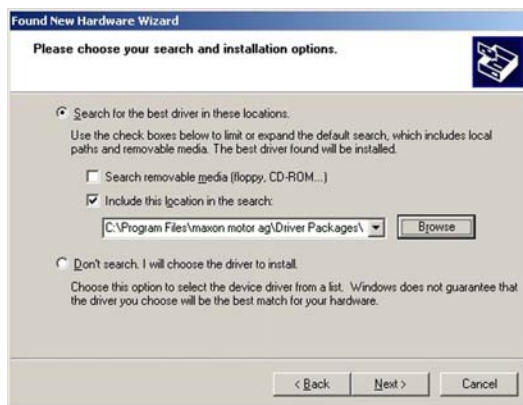 Found New Hardware Wizard
Please choose your search and installation options.
Search for the best driver in these locations.
Use the check boxes below to limit or expand the default search, which includes local
paths and removable media. The best driver found will be installed.
Search removable media (floppy, CD-ROM...)
Include this location in the search:
C:\Program Files\maxon motor ag\Driver Packages\
Browse
Don't search. I will choose the driver to install.
Choose this option to select the device driver from a list. Windows does not guarantee that
the driver you choose will be the best match for your hardware.
< Back
Next >
Cancel